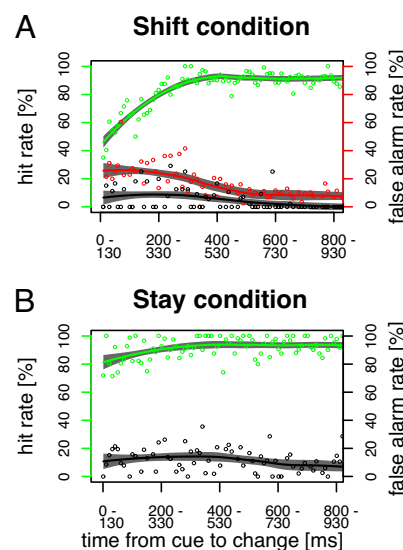 A
Shift condition
hit rate [%]
100
80
60
40
20
0
100
80
60
40
20
0
false alarm rate [%]
0 - 200 - 400 - 600 - 800 -
130 330 530 730 930
B
Stay condition
hit rate [%]
100
80
60
40
20
0
100
80
60
40
20
0
false alarm rate [%]
0 - 200 - 400 - 600 - 800 -
130 330 530 730 930
time from cue to change [ms]